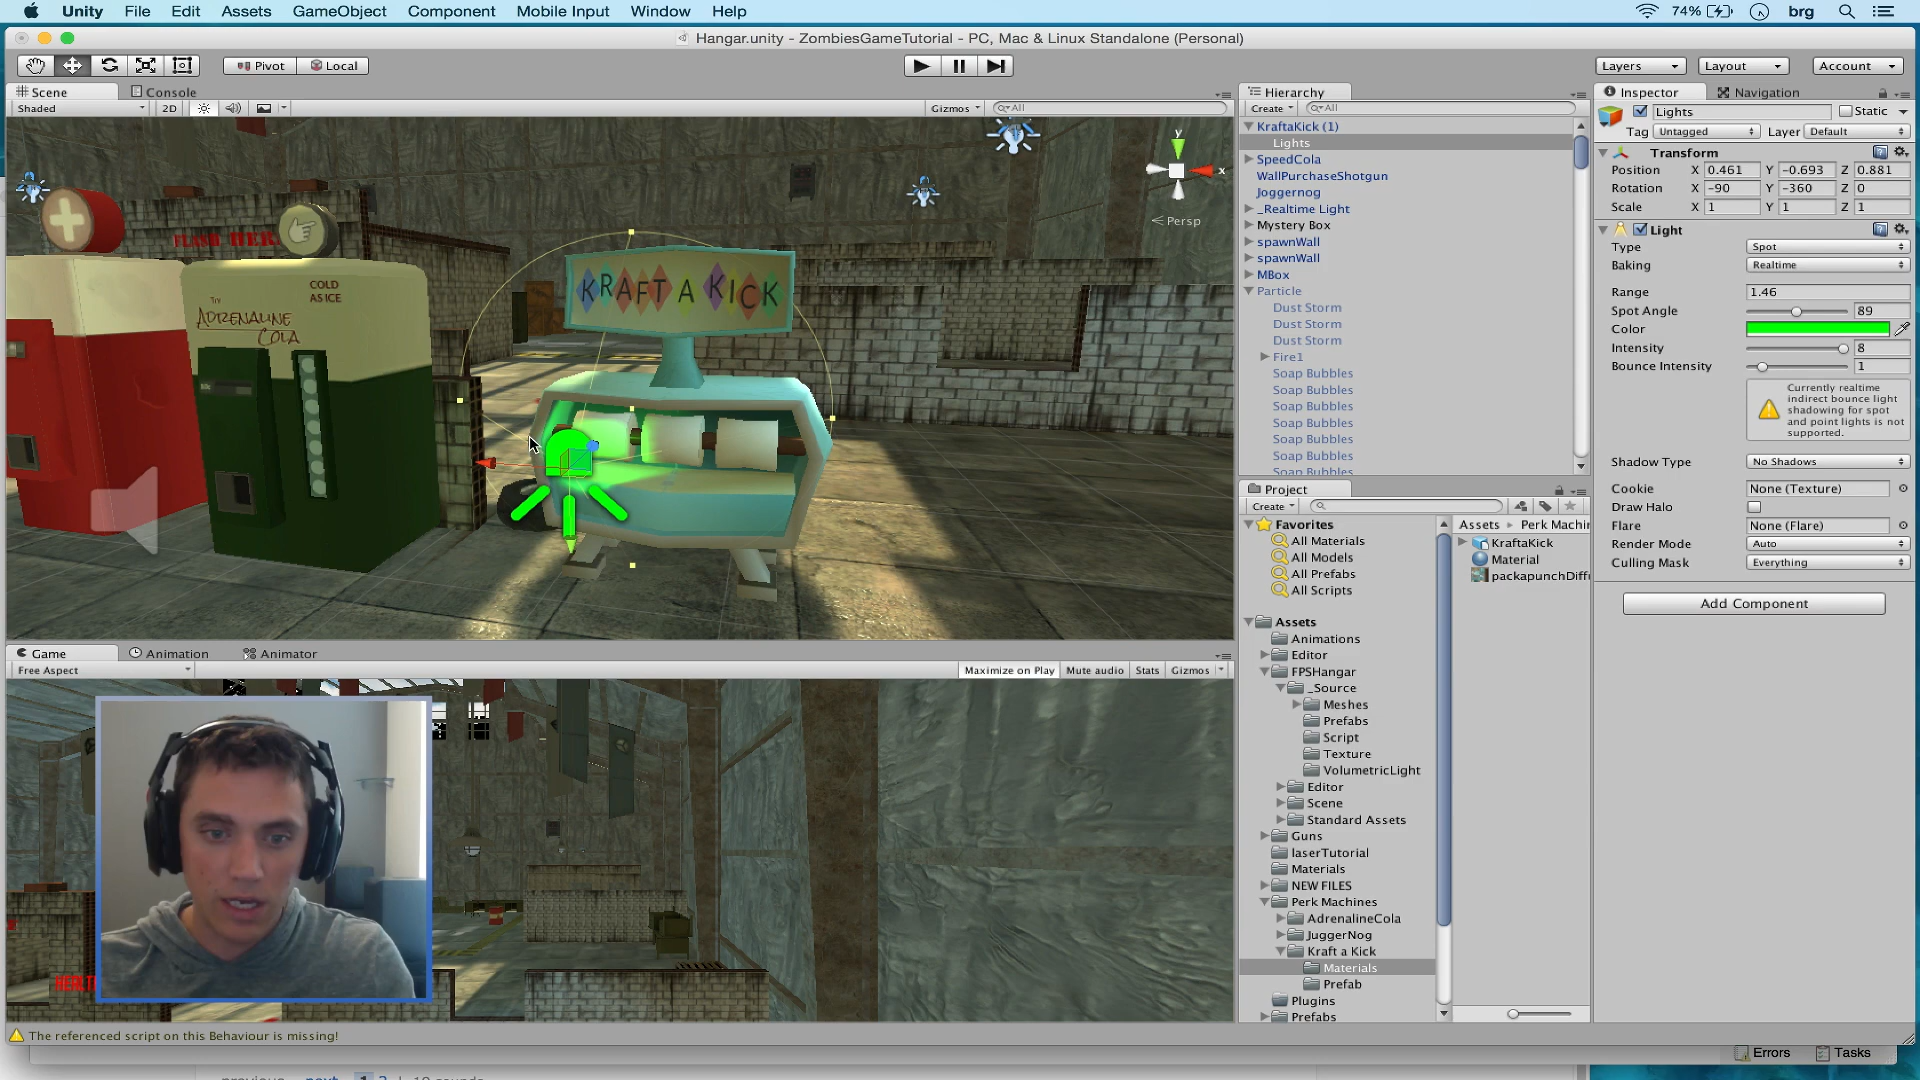 Unity File Edit Assets GameObject Component Mobile Input Window Help 74% brg
Hangar.unity - ZombiesGameTutorial - PC, Mac & Linux Standalone (Personal)
Pivot Local Layers Layout Account
Scene Console
Shaded 2D Gizmos All
y
x
Persp
FLASH HER
COLD
AS ICE
Try
ADRENALINE
COLA
KRAFT A KICK
Game Animation Animator
Free Aspect Maximize on Play Mute audio Stats Gizmos
Hierarchy
Create All
KraftaKick (1)
Lights
SpeedCola
WallPurchaseShotgun
Joggernog
_Realtime Light
Mystery Box
spawnWall
spawnWall
MBox
Particle
Dust Storm
Dust Storm
Dust Storm
Fire1
Soap Bubbles
Soap Bubbles
Soap Bubbles
Soap Bubbles
Soap Bubbles
Soap Bubbles
Soap Bubbles
Project
Create
Favorites
All Materials
All Models
All Prefabs
All Scripts
Assets
Animations
Editor
FPSHangar
_Source
Meshes
Prefabs
Script
Texture
VolumetricLight
Editor
Scene
Standard Assets
Guns
laserTutorial
Materials
NEW FILES
Perk Machines
AdrenalineCola
JuggerNog
Kraft a Kick
Materials
Prefab
Plugins
Prefabs
Assets Perk Machin
KraftaKick
Material
packapunchDiffu
Inspector Navigation
Lights Static
Tag Untagged Layer Default
Transform
Position X 0.461 Y -0.693 Z 0.881
Rotation X -90 Y -360 Z 0
Scale X 1 Y 1 Z 1
Light
Type Spot
Baking Realtime
Range 1.46
Spot Angle 89
Color
Intensity 8
Bounce Intensity 1
Currently realtime
indirect bounce light
shadowing for spot
and point lights is not
supported.
Shadow Type No Shadows
Cookie None (Texture)
Draw Halo
Flare None (Flare)
Render Mode Auto
Culling Mask Everything
Add Component
The referenced script on this Behaviour is missing!
Errors Tasks